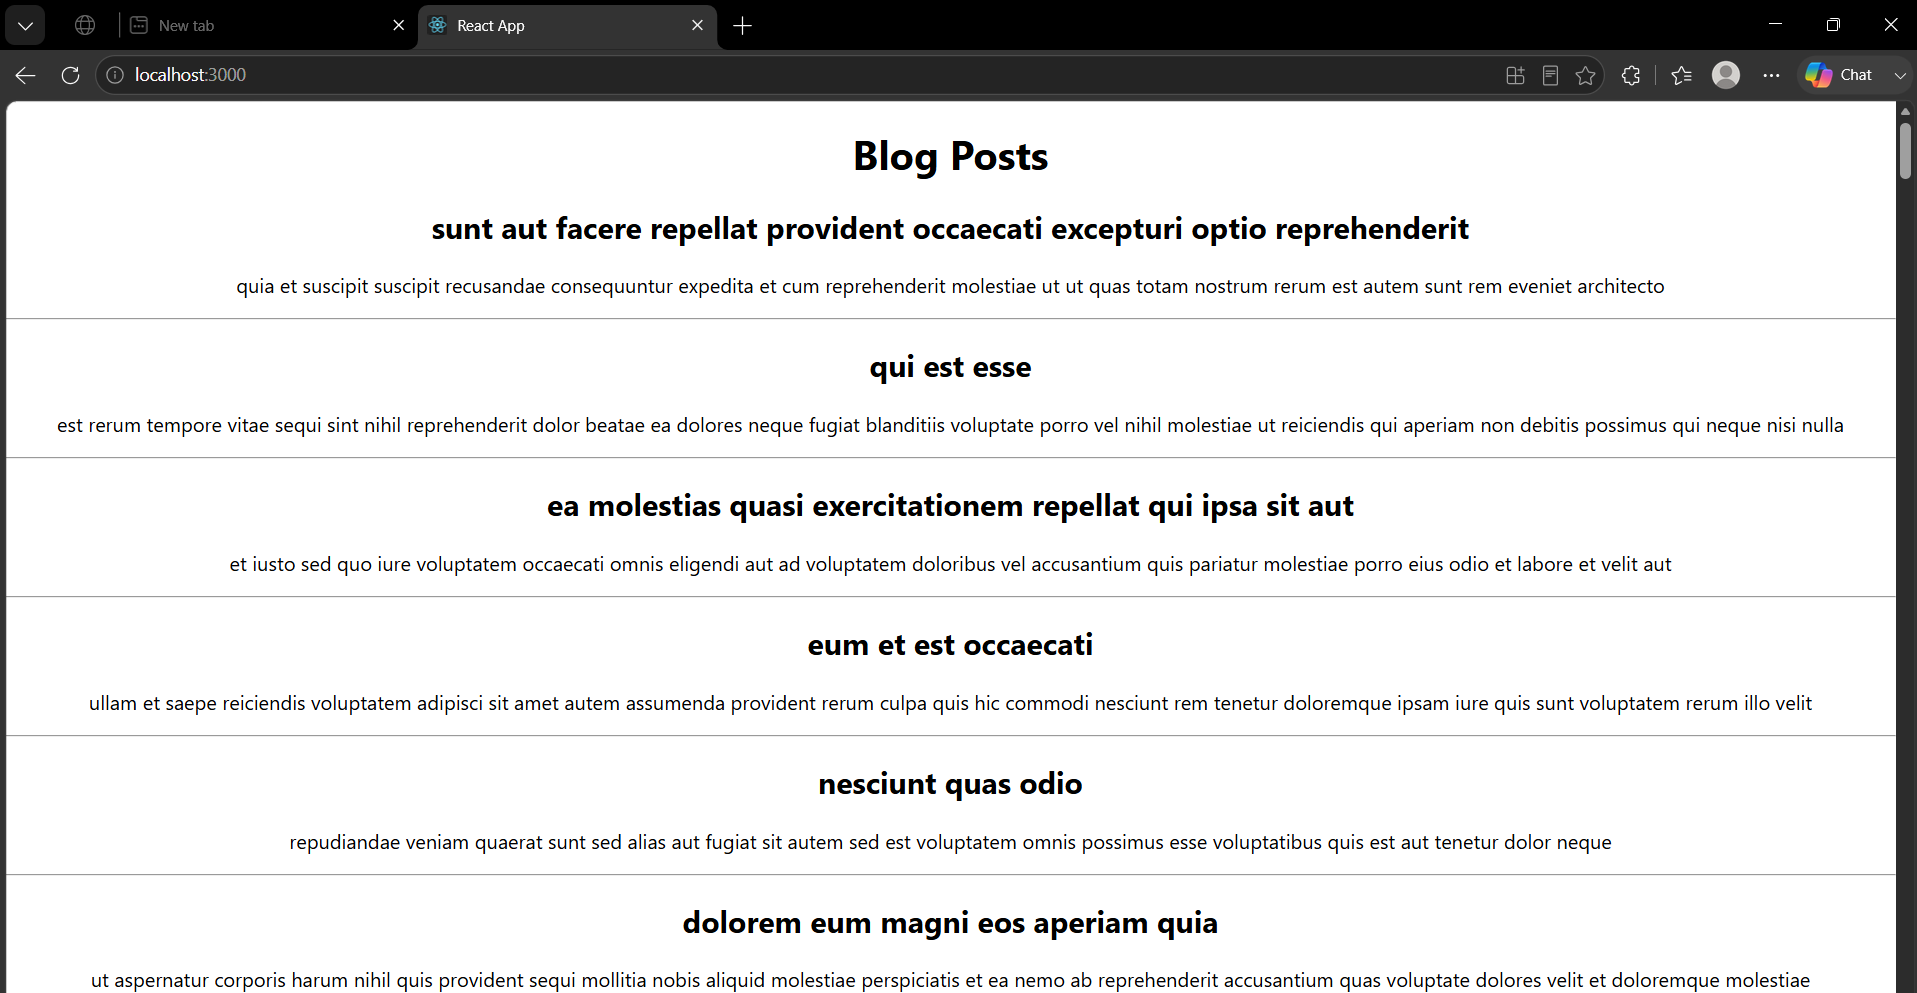 New tab
React App
localhost:3000
Chat
Blog Posts
sunt aut facere repellat provident occaecati excepturi optio reprehenderit
quia et suscipit suscipit recusandae consequuntur expedita et cum reprehenderit molestiae ut ut quas totam nostrum rerum est autem sunt rem eveniet architecto
qui est esse
est rerum tempore vitae sequi sint nihil reprehenderit dolor beatae ea dolores neque fugiat blanditiis voluptate porro vel nihil molestiae ut reiciendis qui aperiam non debitis possimus qui neque nisi nulla
ea molestias quasi exercitationem repellat qui ipsa sit aut
et iusto sed quo iure voluptatem occaecati omnis eligendi aut ad voluptatem doloribus vel accusantium quis pariatur molestiae porro eius odio et labore et velit aut
eum et est occaecati
ullam et saepe reiciendis voluptatem adipisci sit amet autem assumenda provident rerum culpa quis hic commodi nesciunt rem tenetur doloremque ipsam iure quis sunt voluptatem rerum illo velit
nesciunt quas odio
repudiandae veniam quaerat sunt sed alias aut fugiat sit autem sed est voluptatem omnis possimus esse voluptatibus quis est aut tenetur dolor neque
dolorem eum magni eos aperiam quia
ut aspernatur corporis harum nihil quis provident sequi mollitia nobis aliquid molestiae perspiciatis et ea nemo ab reprehenderit accusantium quas voluptate dolores velit et doloremque molestiae